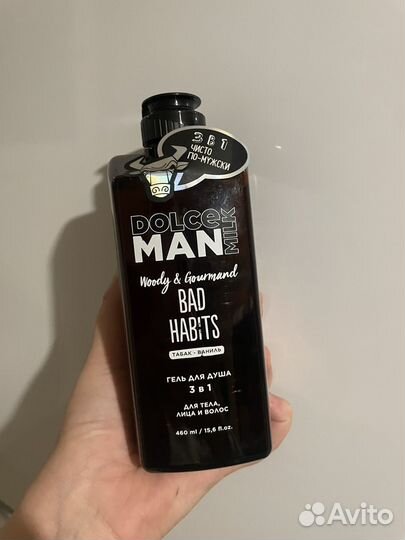 3 В 1
ЧИСТО
ПО-МУЖСКИ
DOLCE
MAN
MILK
Woody & Gourmand
BAD
HABITS
ТАБАК - ВАНИЛЬ
ГЕЛЬ ДЛЯ ДУША
3 в 1
ДЛЯ ТЕЛА,
ЛИЦА И ВОЛОС
460 ml / 15,6 fl.oz.
Avito